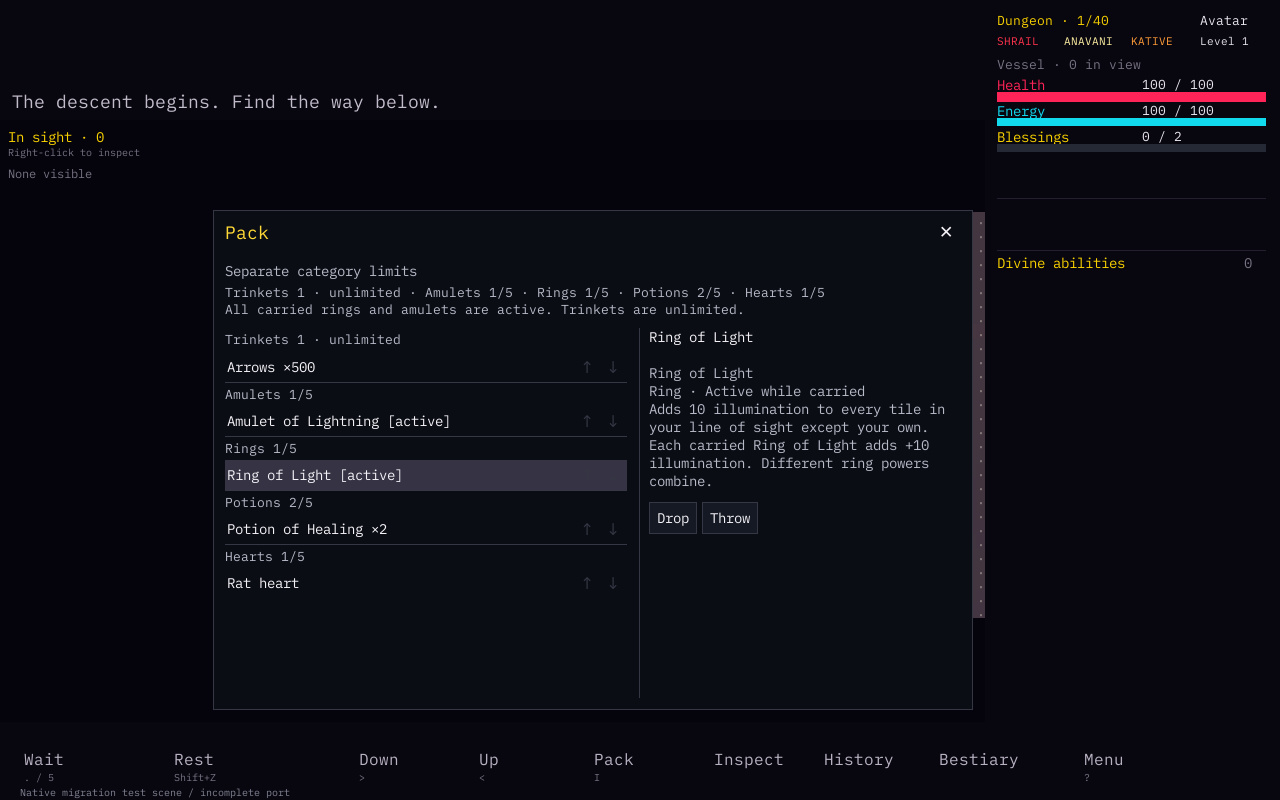 Dungeon · 1/40 Avatar
SHRAIL ANAVANI KATIVE Level 1
Vessel · 0 in view
Health 100 / 100
Energy 100 / 100
Blessings 0 / 2
Divine abilities 0
The descent begins. Find the way below.
In sight · 0
Right-click to inspect
None visible
Pack ✕
Separate category limits
Trinkets 1 · unlimited · Amulets 1/5 · Rings 1/5 · Potions 2/5 · Hearts 1/5
All carried rings and amulets are active. Trinkets are unlimited.
Trinkets 1 · unlimited
Arrows ×500 ↑ ↓
Amulets 1/5
Amulet of Lightning [active] ↑ ↓
Rings 1/5
Ring of Light [active]
Potions 2/5
Potion of Healing ×2 ↑ ↓
Hearts 1/5
Rat heart ↑ ↓
Ring of Light
Ring of Light
Ring · Active while carried
Adds 10 illumination to every tile in
your line of sight except your own.
Each carried Ring of Light adds +10
illumination. Different ring powers
combine.
Drop Throw
Wait Rest Down Up Pack Inspect History Bestiary Menu
. / 5 Shift+Z > < I ?
Native migration test scene / incomplete port